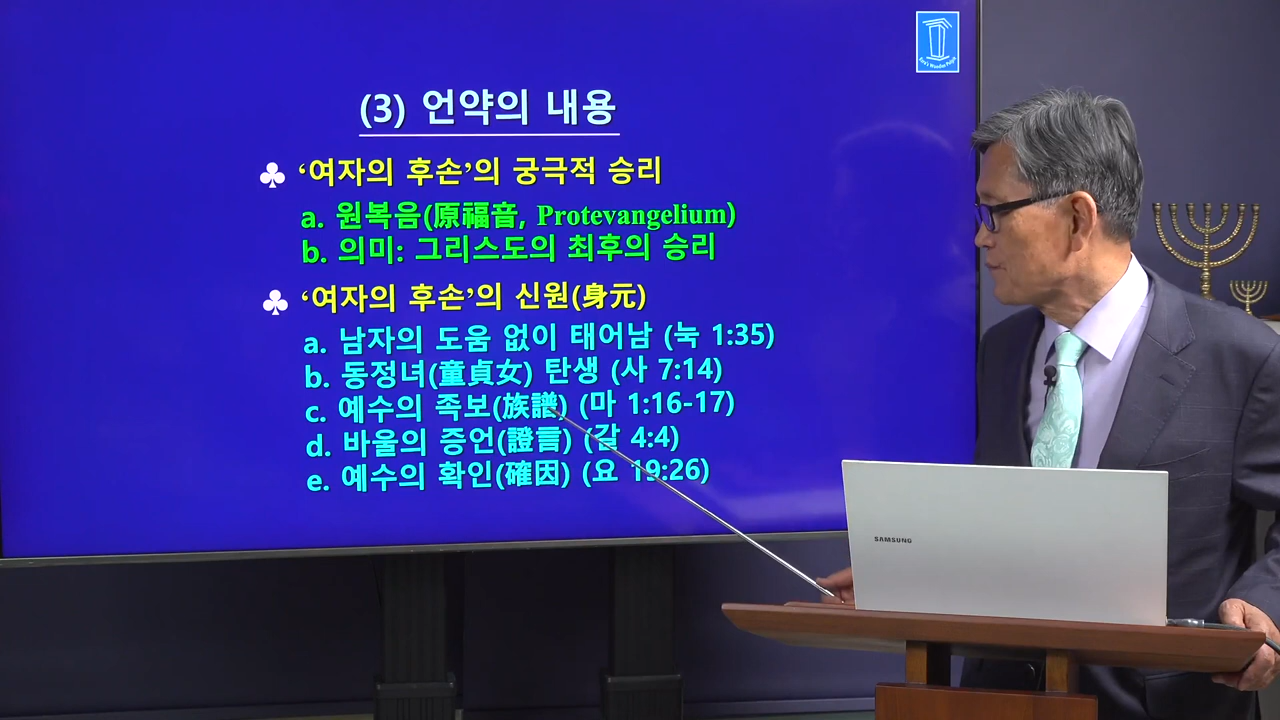 (3) 언약의 내용
♣ ‘여자의 후손’의 궁극적 승리
a. 원복음(原福音, Protevangelium)
b. 의미: 그리스도의 최후의 승리
♣ ‘여자의 후손’의 신원(身元)
a. 남자의 도움 없이 태어남 (눅 1:35)
b. 동정녀(童貞女) 탄생 (사 7:14)
c. 예수의 족보(族譜) (마 1:16-17)
d. 바울의 증언(證言) (갈 4:4)
e. 예수의 확인(確因) (요 19:26)
SAMSUNG